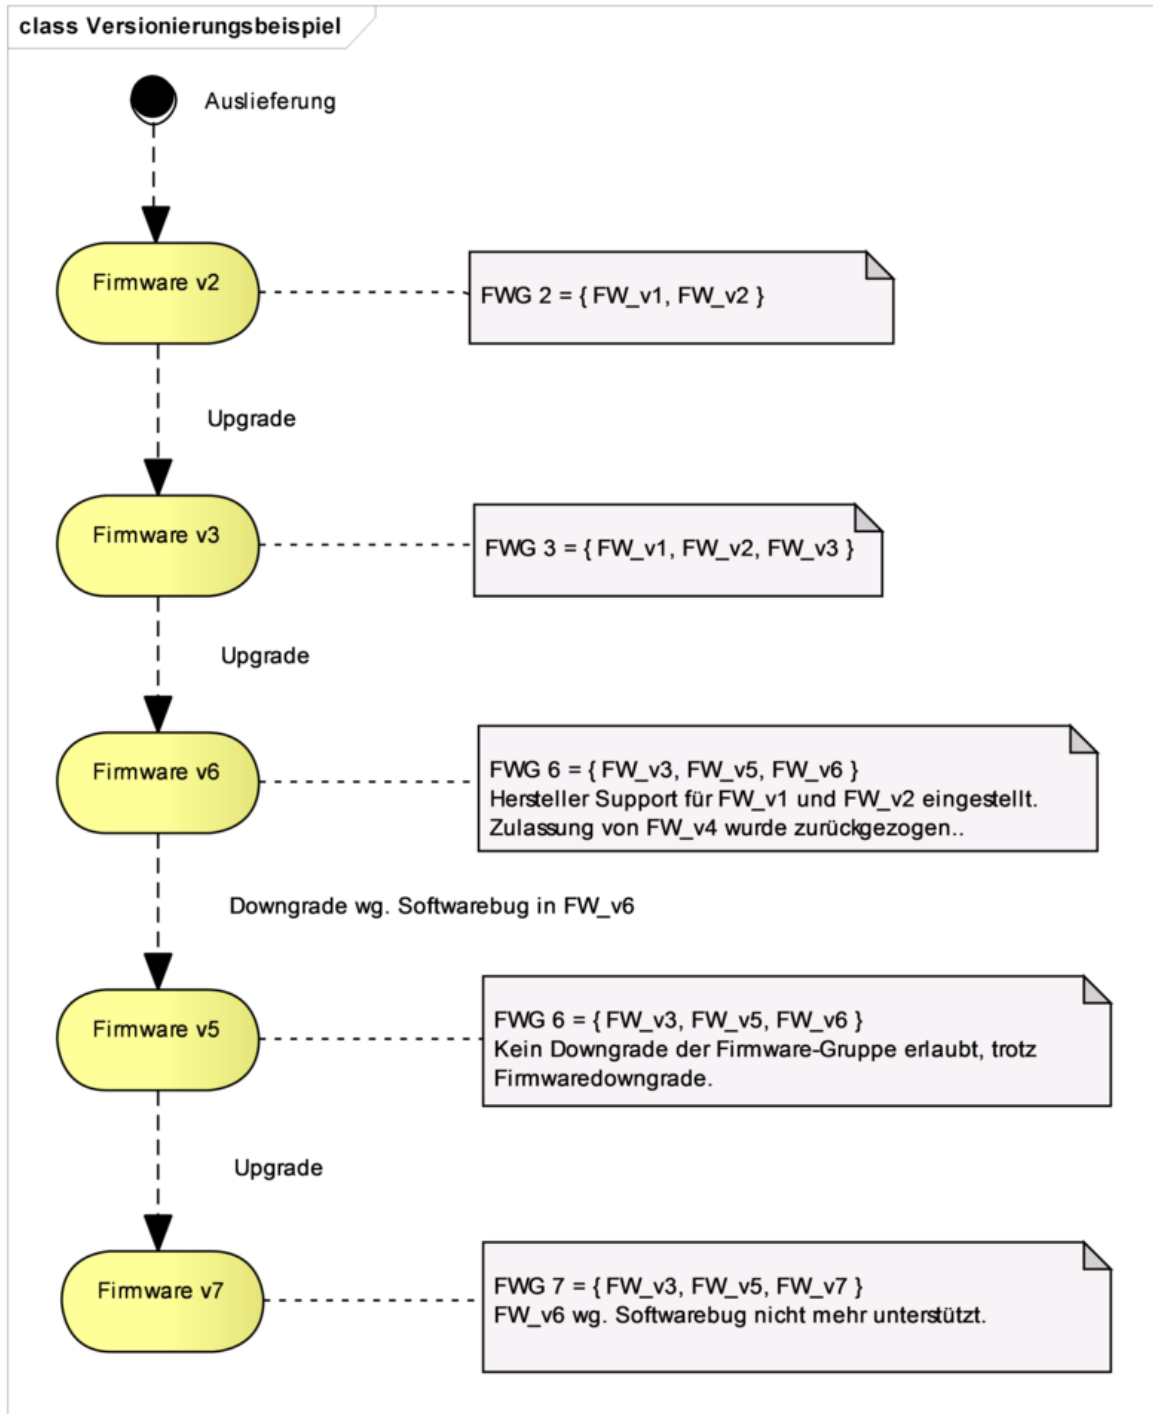 class Versionierungsbeispiel
Auslieferung
Firmware v2
FWG 2 = { FW_v1, FW_v2 }
Upgrade
Firmware v3
FWG 3 = { FW_v1, FW_v2, FW_v3 }
Upgrade
Firmware v6
FWG 6 = { FW_v3, FW_v5, FW_v6 }
Hersteller Support für FW_v1 und FW_v2 eingestellt.
Zulassung von FW_v4 wurde zurückgezogen..
Downgrade wg. Softwarebug in FW_v6
Firmware v5
FWG 6 = { FW_v3, FW_v5, FW_v6 }
Kein Downgrade der Firmware-Gruppe erlaubt, trotz
Firmwaredowngrade.
Upgrade
Firmware v7
FWG 7 = { FW_v3, FW_v5, FW_v7 }
FW_v6 wg. Softwarebug nicht mehr unterstützt.